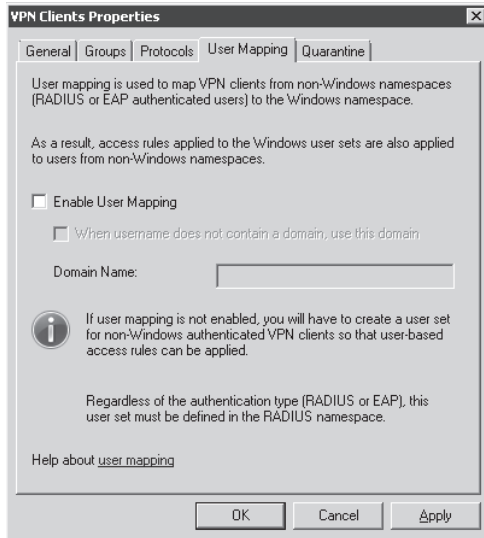 VPN Clients Properties
General Groups Protocols User Mapping Quarantine
User mapping is used to map VPN clients from non-Windows namespaces
(RADIUS or EAP authenticated users) to the Windows namespace.
As a result, access rules applied to the Windows user sets are also applied
to users from non-Windows namespaces.
Enable User Mapping
When username does not contain a domain, use this domain
Domain Name:
If user mapping is not enabled, you will have to create a user set
for non-Windows authenticated VPN clients so that user-based
access rules can be applied.
Regardless of the authentication type (RADIUS or EAP), this
user set must be defined in the RADIUS namespace.
Help about user mapping
OK Cancel Apply